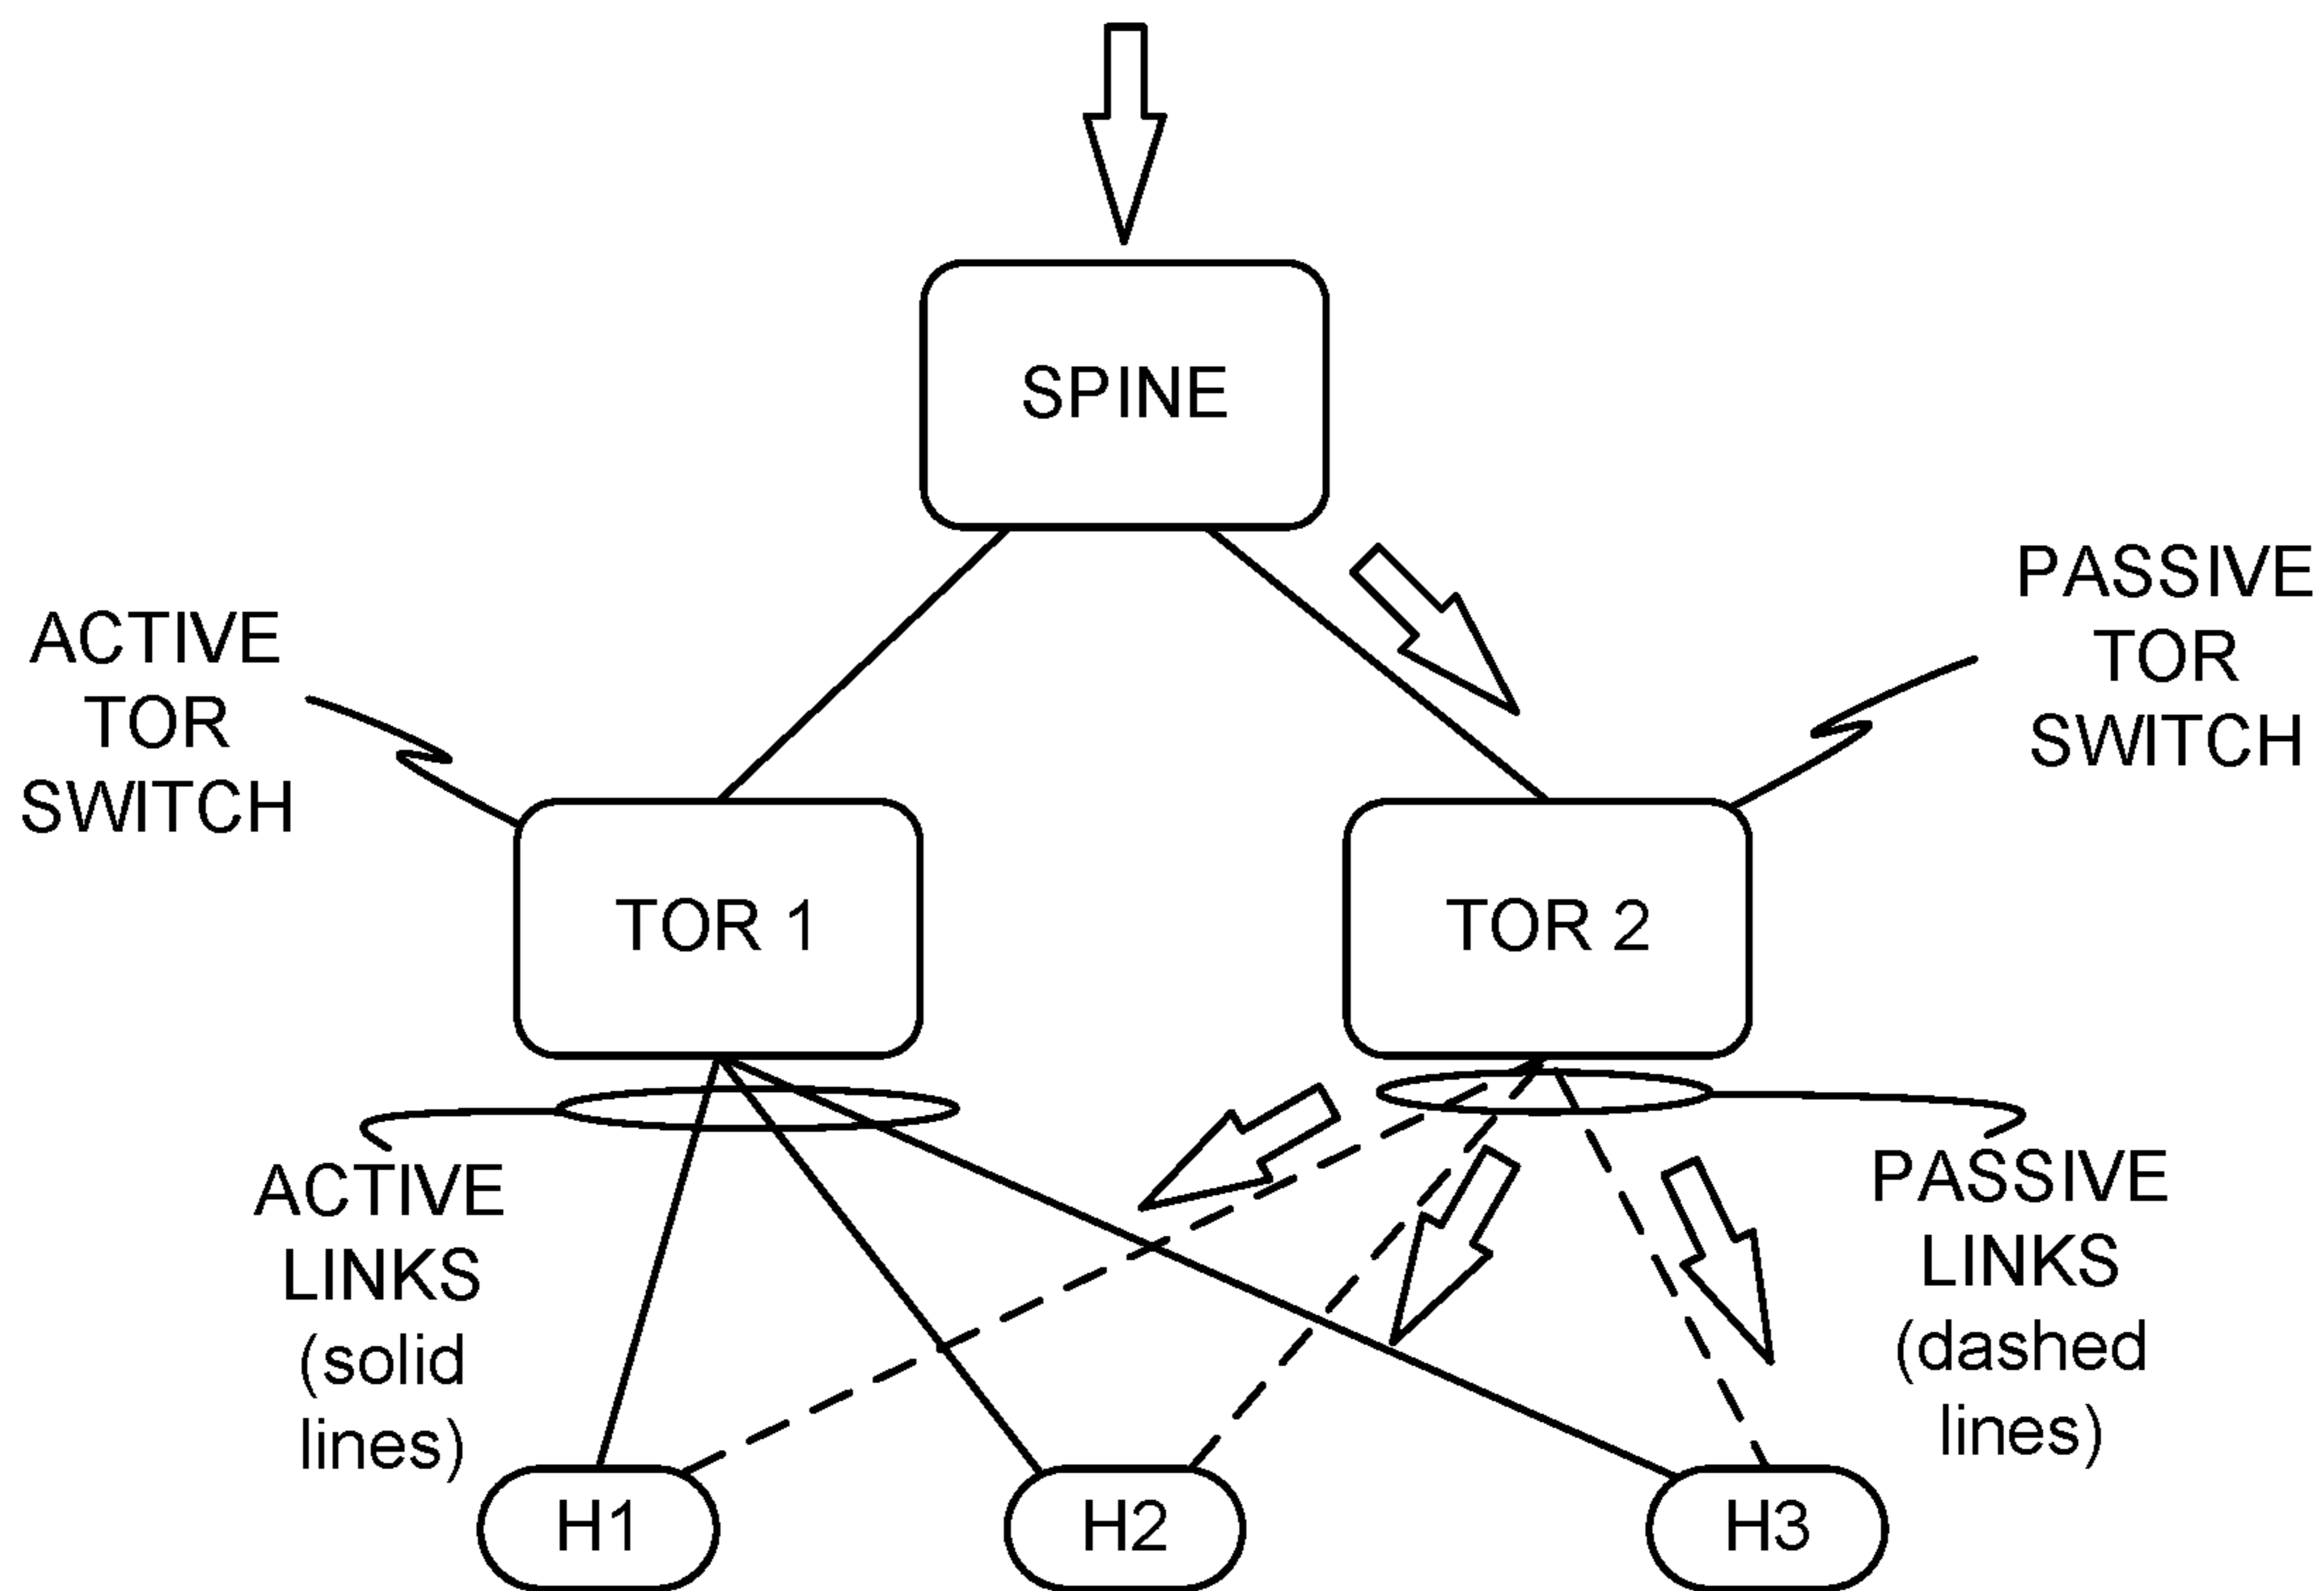 SPINE
PASSIVE
TOR
SWITCH
ACTIVE
TOR
SWITCH
TOR 1
TOR 2
ACTIVE
LINKS
(solid
lines)
PASSIVE
LINKS
(dashed
lines)
H1
H2
H3